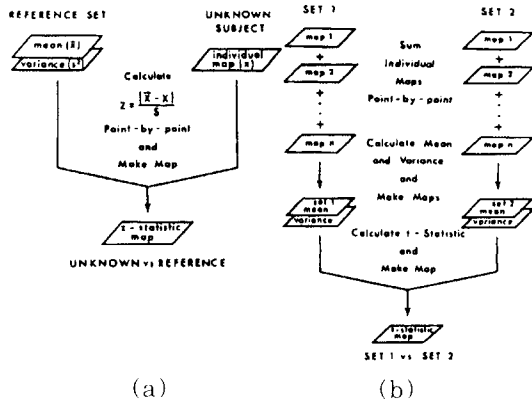 REFERENCE SET
mean (x̄)
variance (s²)
UNKNOWN
SUBJECT
individual
map (x)
Calculate
z = (x̄ - x) / S
Point-by-point
and
Make Map
z-statistic
map
UNKNOWN vs REFERENCE
(a)
SET 1
map 1
+
map 2
+
.
.
.
+
map n
set 1
mean
variance
Sum
Individual
Maps
Point-by-point
Calculate Mean
and Variance
and
Make Maps
Calculate t-Statistic
and
Make Map
SET 2
map 1
+
map 2
+
.
.
.
+
map n
set 2
mean
variance
t-statistic
map
SET 1 vs SET 2
(b)